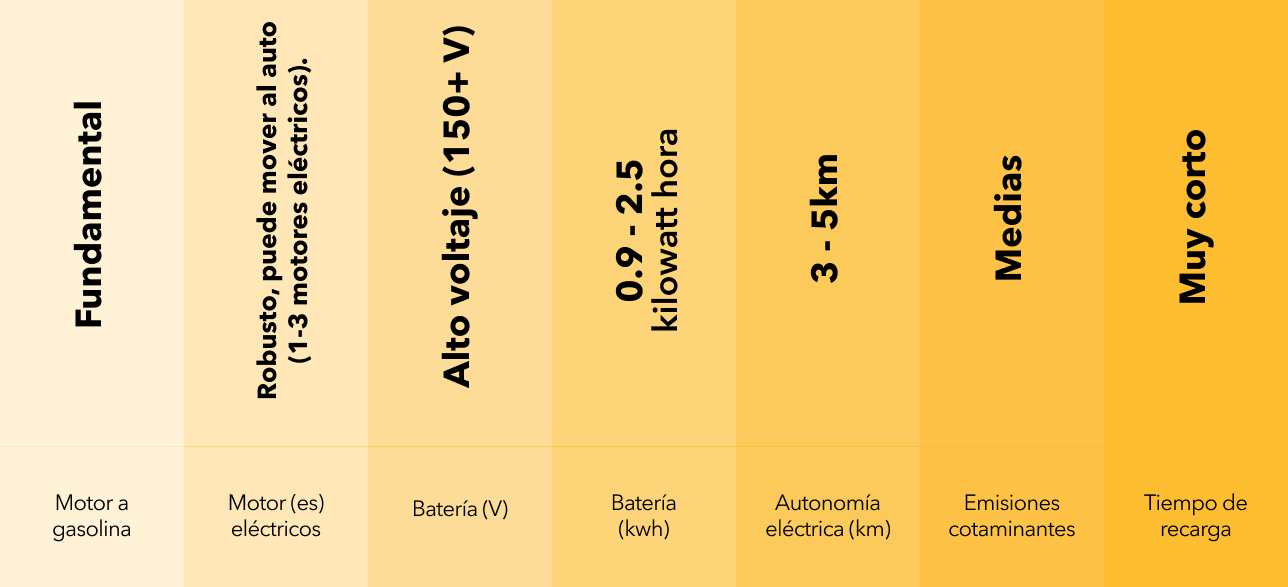 Fundamental
Robusto, puede mover al auto
(1-3 motores eléctricos).
Alto voltaje (150+ V)
0.9 - 2.5
kilowatt hora
3 - 5km
Medias
Muy corto
Motor a
gasolina
Motor (es)
eléctricos
Batería (V)
Batería
(kwh)
Autonomía
eléctrica (km)
Emisiones
cotaminantes
Tiempo de
recarga